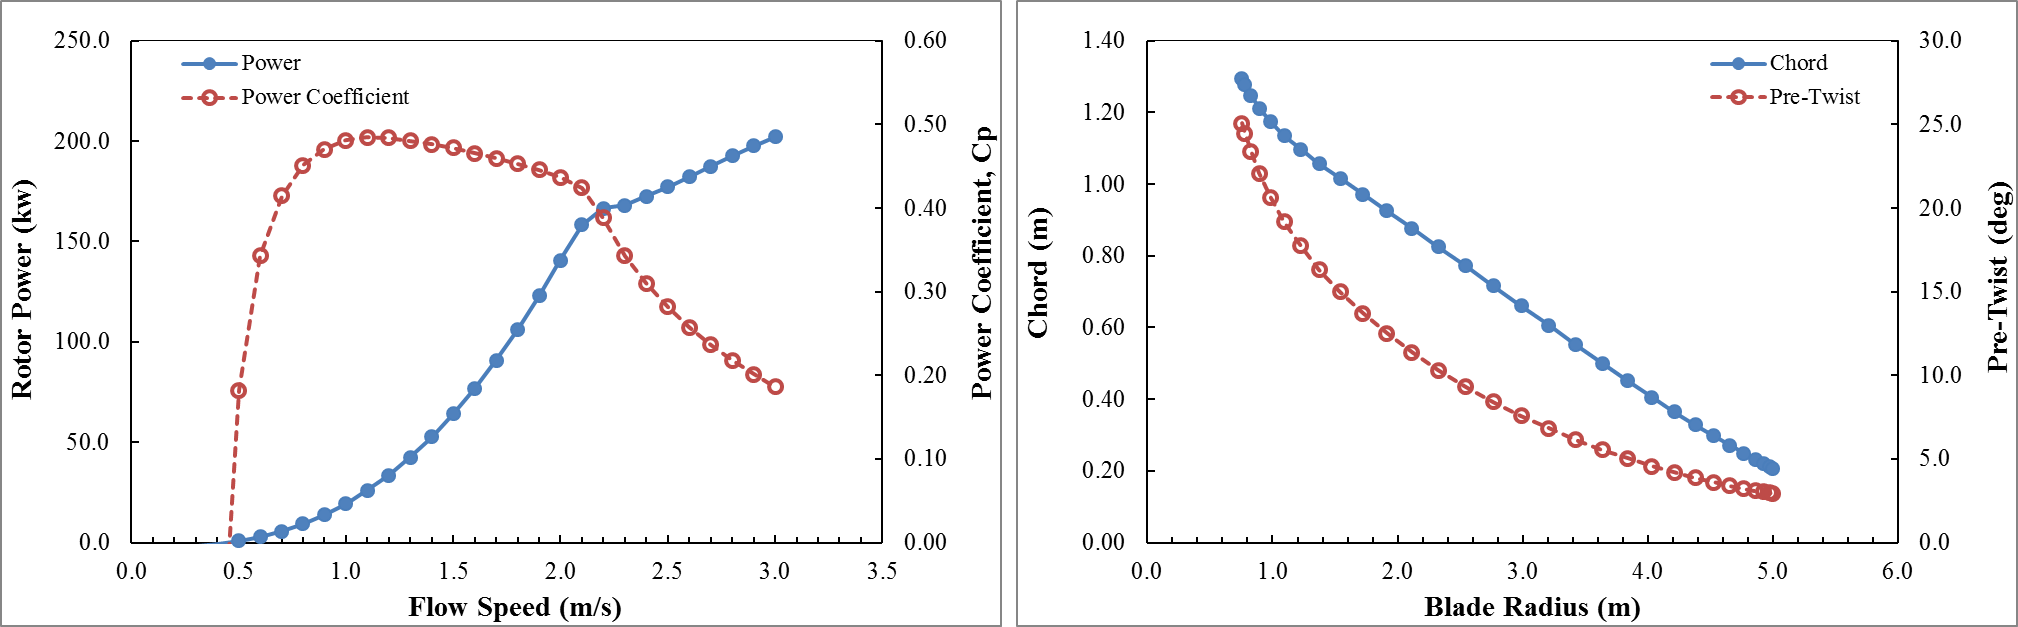 250.0
200.0
150.0
100.0
50.0
0.0
Rotor Power (kw)
Power
Power Coefficient
0.60
0.50
0.40
0.30
0.20
0.10
0.00
Power Coefficient, Cp
0.0 0.5 1.0 1.5 2.0 2.5 3.0 3.5
Flow Speed (m/s)
1.40
1.20
1.00
0.80
0.60
0.40
0.20
0.00
Chord (m)
Chord
Pre-Twist
30.0
25.0
20.0
15.0
10.0
5.0
0.0
Pre-Twist (deg)
0.0 1.0 2.0 3.0 4.0 5.0 6.0
Blade Radius (m)